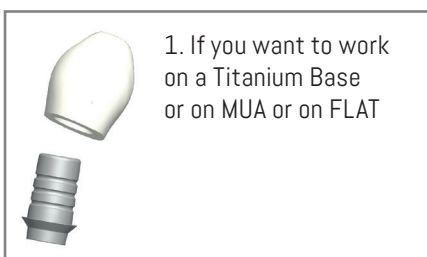 1. If you want to work
on a Titanium Base
or on MUA or on FLAT